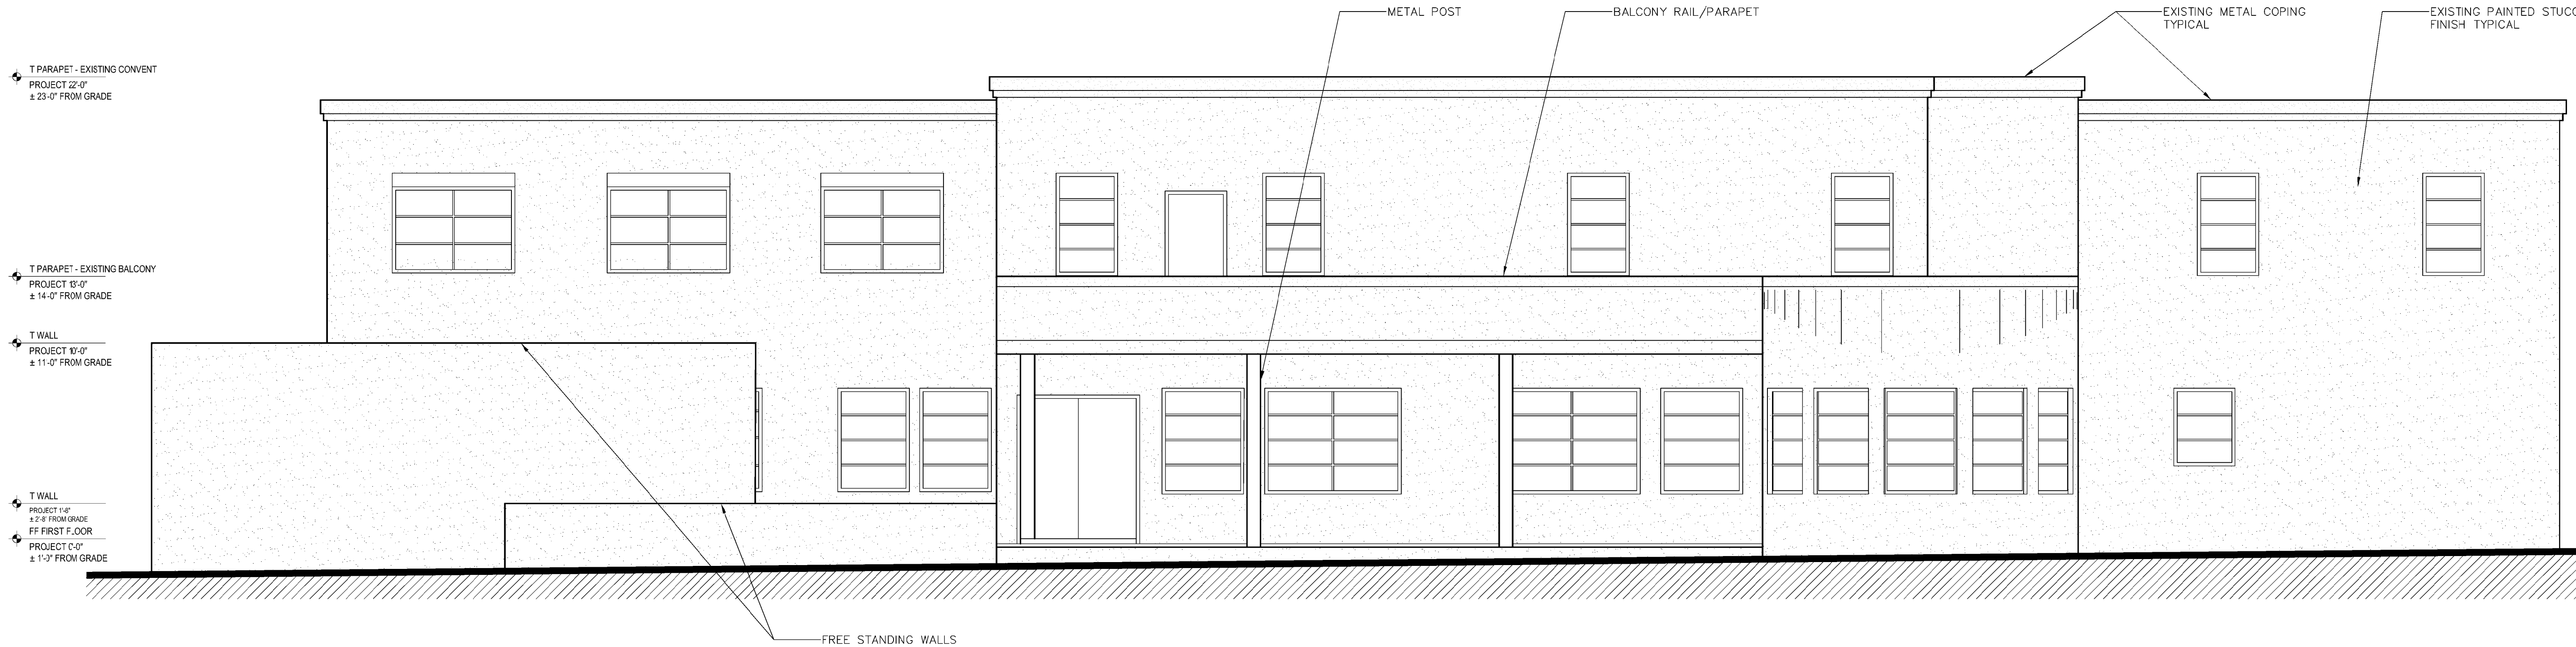 METAL POST
BALCONY RAIL/PARAPET
EXISTING METAL COPING
TYPICAL
EXISTING PAINTED STUCC
FINISH TYPICAL
T PARAPET - EXISTING CONVENT
PROJECT 22'-0"
± 23'-0" FROM GRADE
T PARAPET - EXISTING BALCONY
PROJECT 13'-0"
± 14'-0" FROM GRADE
T WALL
PROJECT 10'-0"
± 11'-0" FROM GRADE
T WALL
PROJECT 1'-8"
± 2'-8" FROM GRADE
FF FIRST FLOOR
PROJECT 0'-0"
± 1'-0" FROM GRADE
FREE STANDING WALLS